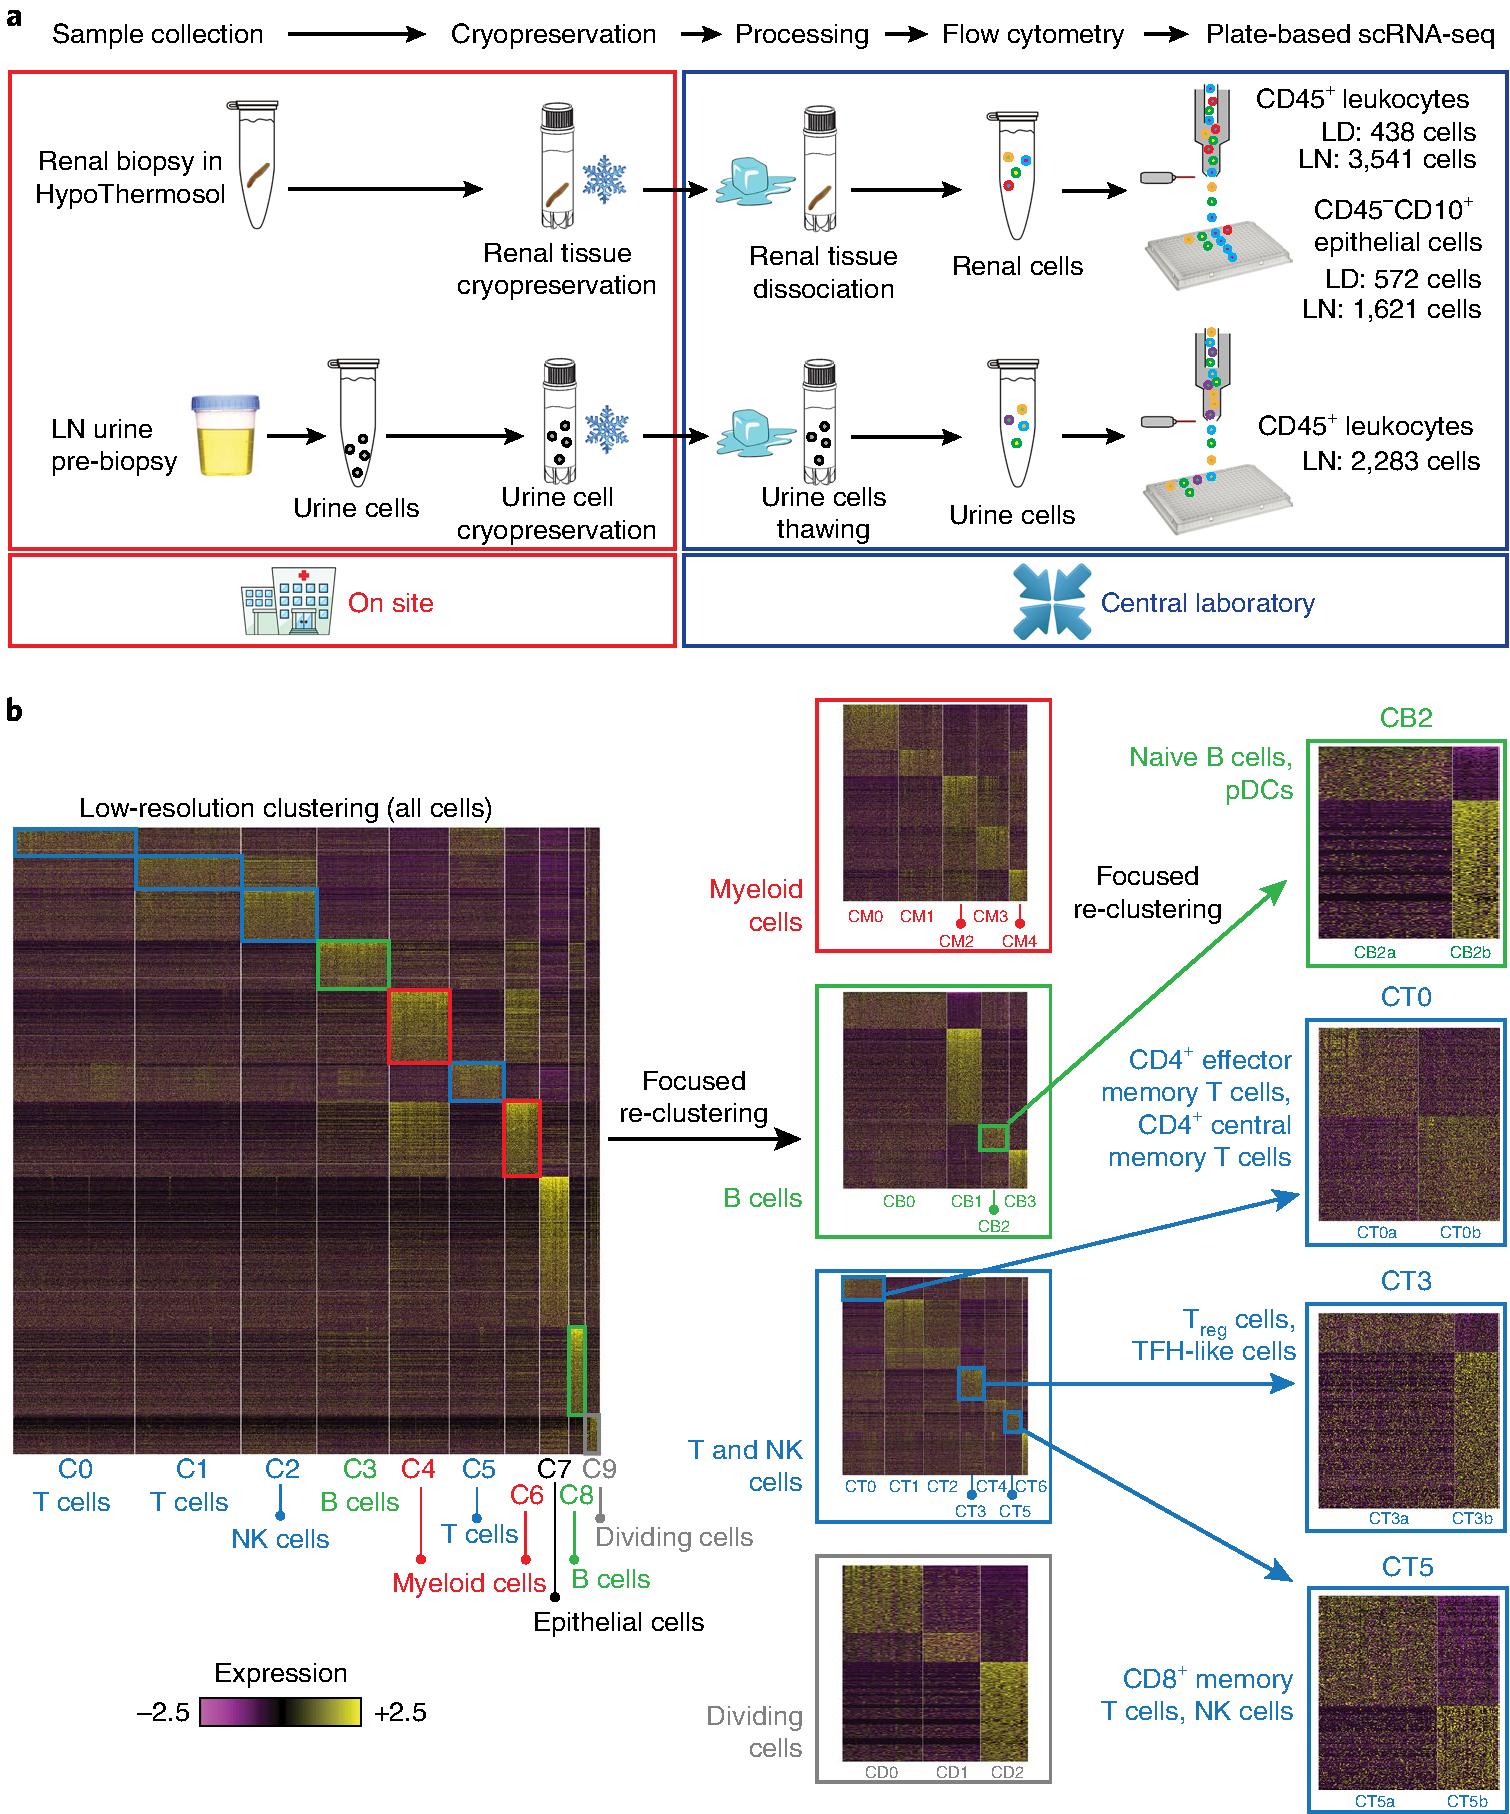 a
Sample collection
Cryopreservation
Processing
Flow cytometry
Plate-based scRNA-seq
Renal biopsy in
HypoThermosol
Renal tissue
cryopreservation
Renal tissue
dissociation
Renal cells
CD45⁺ leukocytes
LD: 438 cells
LN: 3,541 cells
CD45⁻CD10⁺
epithelial cells
LD: 572 cells
LN: 1,621 cells
LN urine
pre-biopsy
Urine cells
Urine cell
cryopreservation
Urine cells
thawing
Urine cells
CD45⁺ leukocytes
LN: 2,283 cells
On site
Central laboratory
b
Low-resolution clustering (all cells)
C0
T cells
C1
T cells
C2
NK cells
C3
B cells
C4
C5
T cells
C6
Myeloid cells
C7
Epithelial cells
C8
B cells
C9
Dividing cells
Expression
–2.5
+2.5
Focused
re-clustering
Myeloid
cells
CM0 CM1 CM3
CM2 CM4
B cells
CB0 CB1 CB3
CB2
T and NK
cells
CT0 CT1 CT2 CT4 CT6
CT3 CT5
Dividing
cells
CD0 CD1 CD2
Focused
re-clustering
CB2
Naive B cells,
pDCs
CB2a CB2b
CT0
CD4⁺ effector
memory T cells,
CD4⁺ central
memory T cells
CT0a CT0b
CT3
Treg cells,
TFH-like cells
CT3a CT3b
CT5
CD8⁺ memory
T cells, NK cells
CT5a CT5b